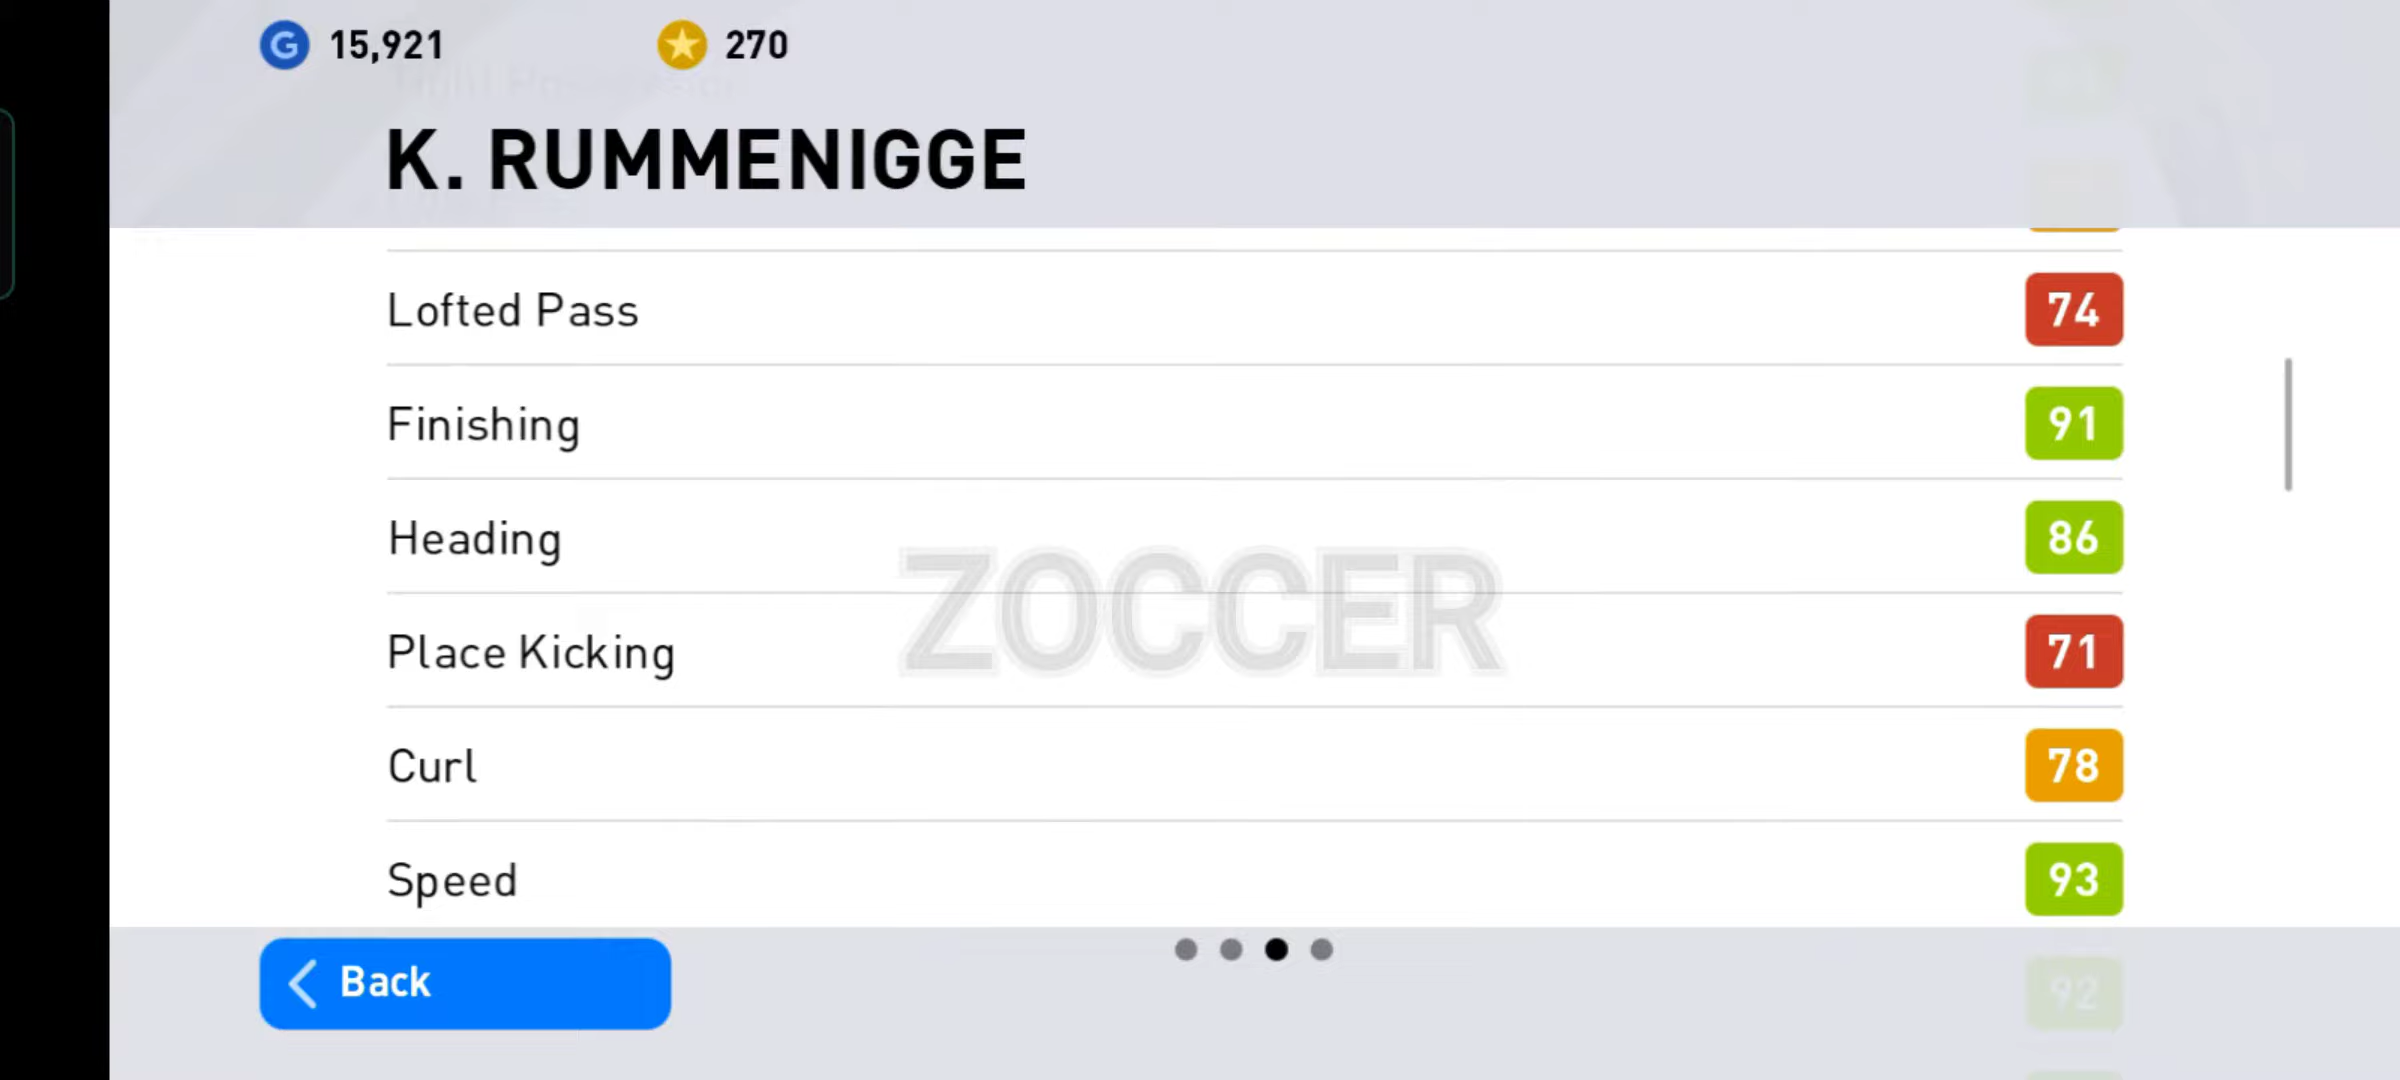 G 15,921 270
K. RUMMENIGGE
Lofted Pass 74
Finishing 91
Heading 86
ZOCCER
Place Kicking 71
Curl 78
Speed 93
Back
92